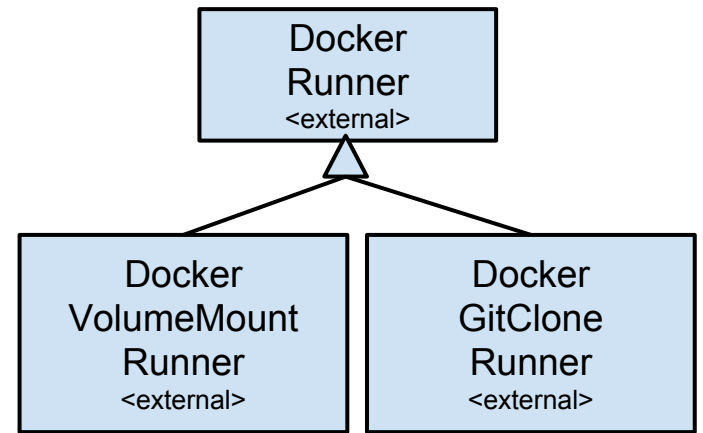 Docker
Runner
<external>
Docker
VolumeMount
Runner
<external>
Docker
GitClone
Runner
<external>